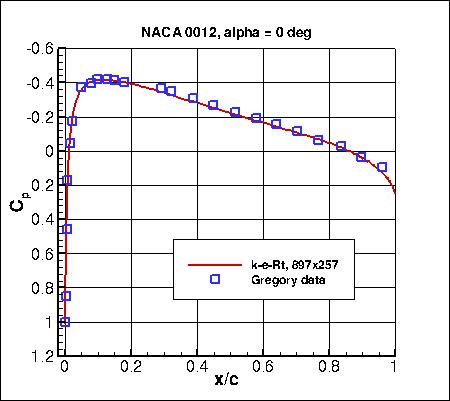 NACA 0012, alpha = 0 deg
-0.6
-0.4
-0.2
0
0.2
0.4
0.6
0.8
1
1.2
Cp
k-e-Rt, 897x257
Gregory data
0 0.2 0.4 0.6 0.8 1
x/c